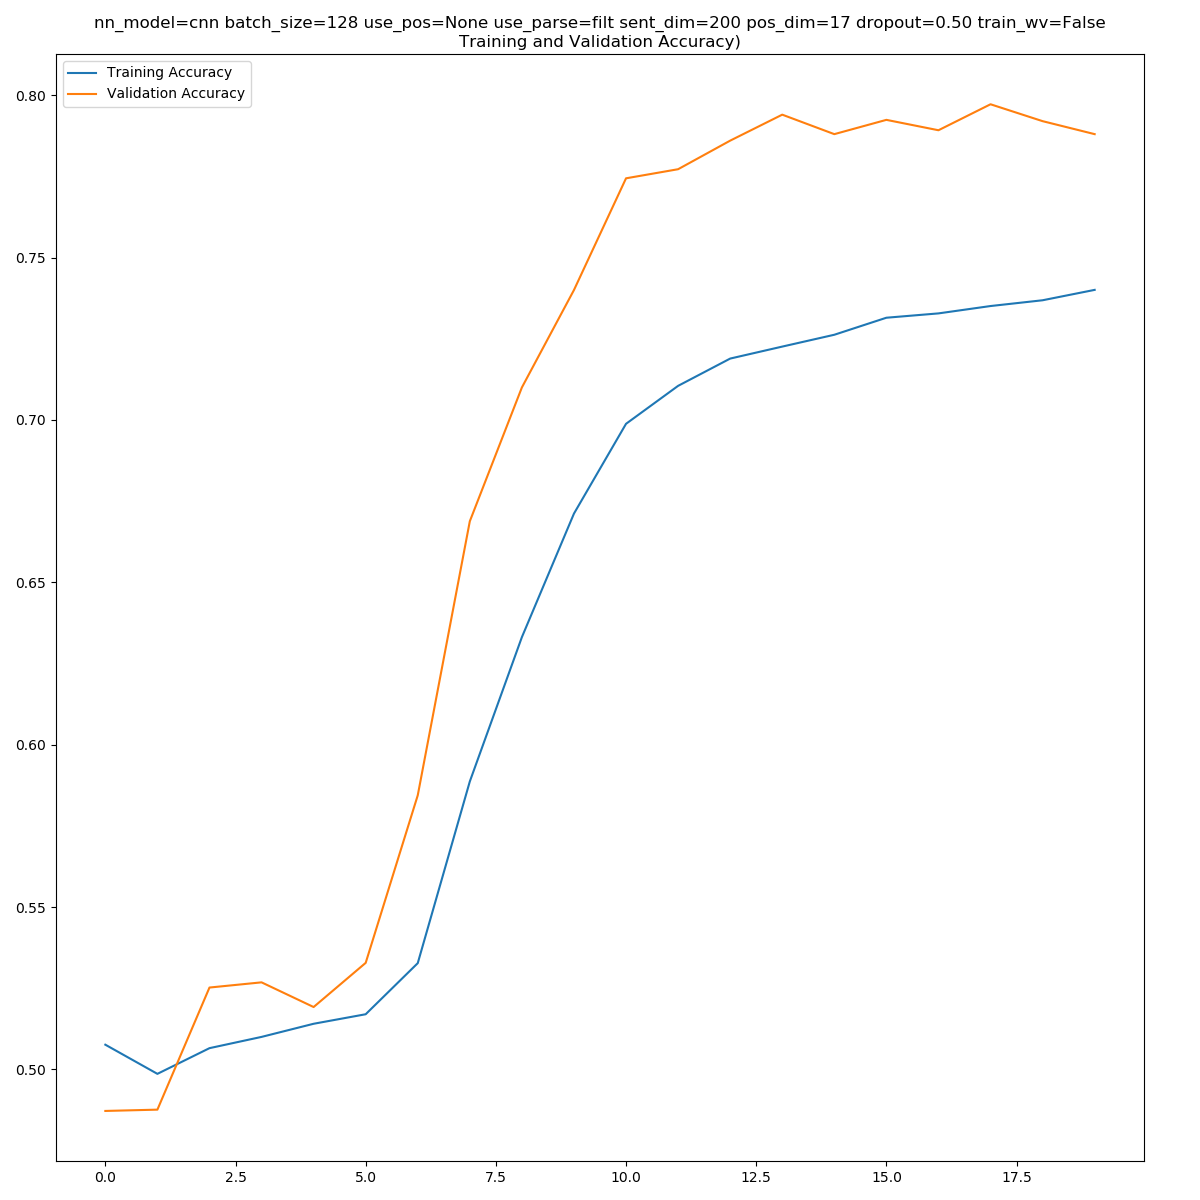 nn_model=cnn batch_size=128 use_pos=None use_parse=filt sent_dim=200 pos_dim=17 dropout=0.50 train_wv=False
Training and Validation Accuracy)
Training Accuracy
Validation Accuracy
0.80
0.75
0.70
0.65
0.60
0.55
0.50
0.0 2.5 5.0 7.5 10.0 12.5 15.0 17.5